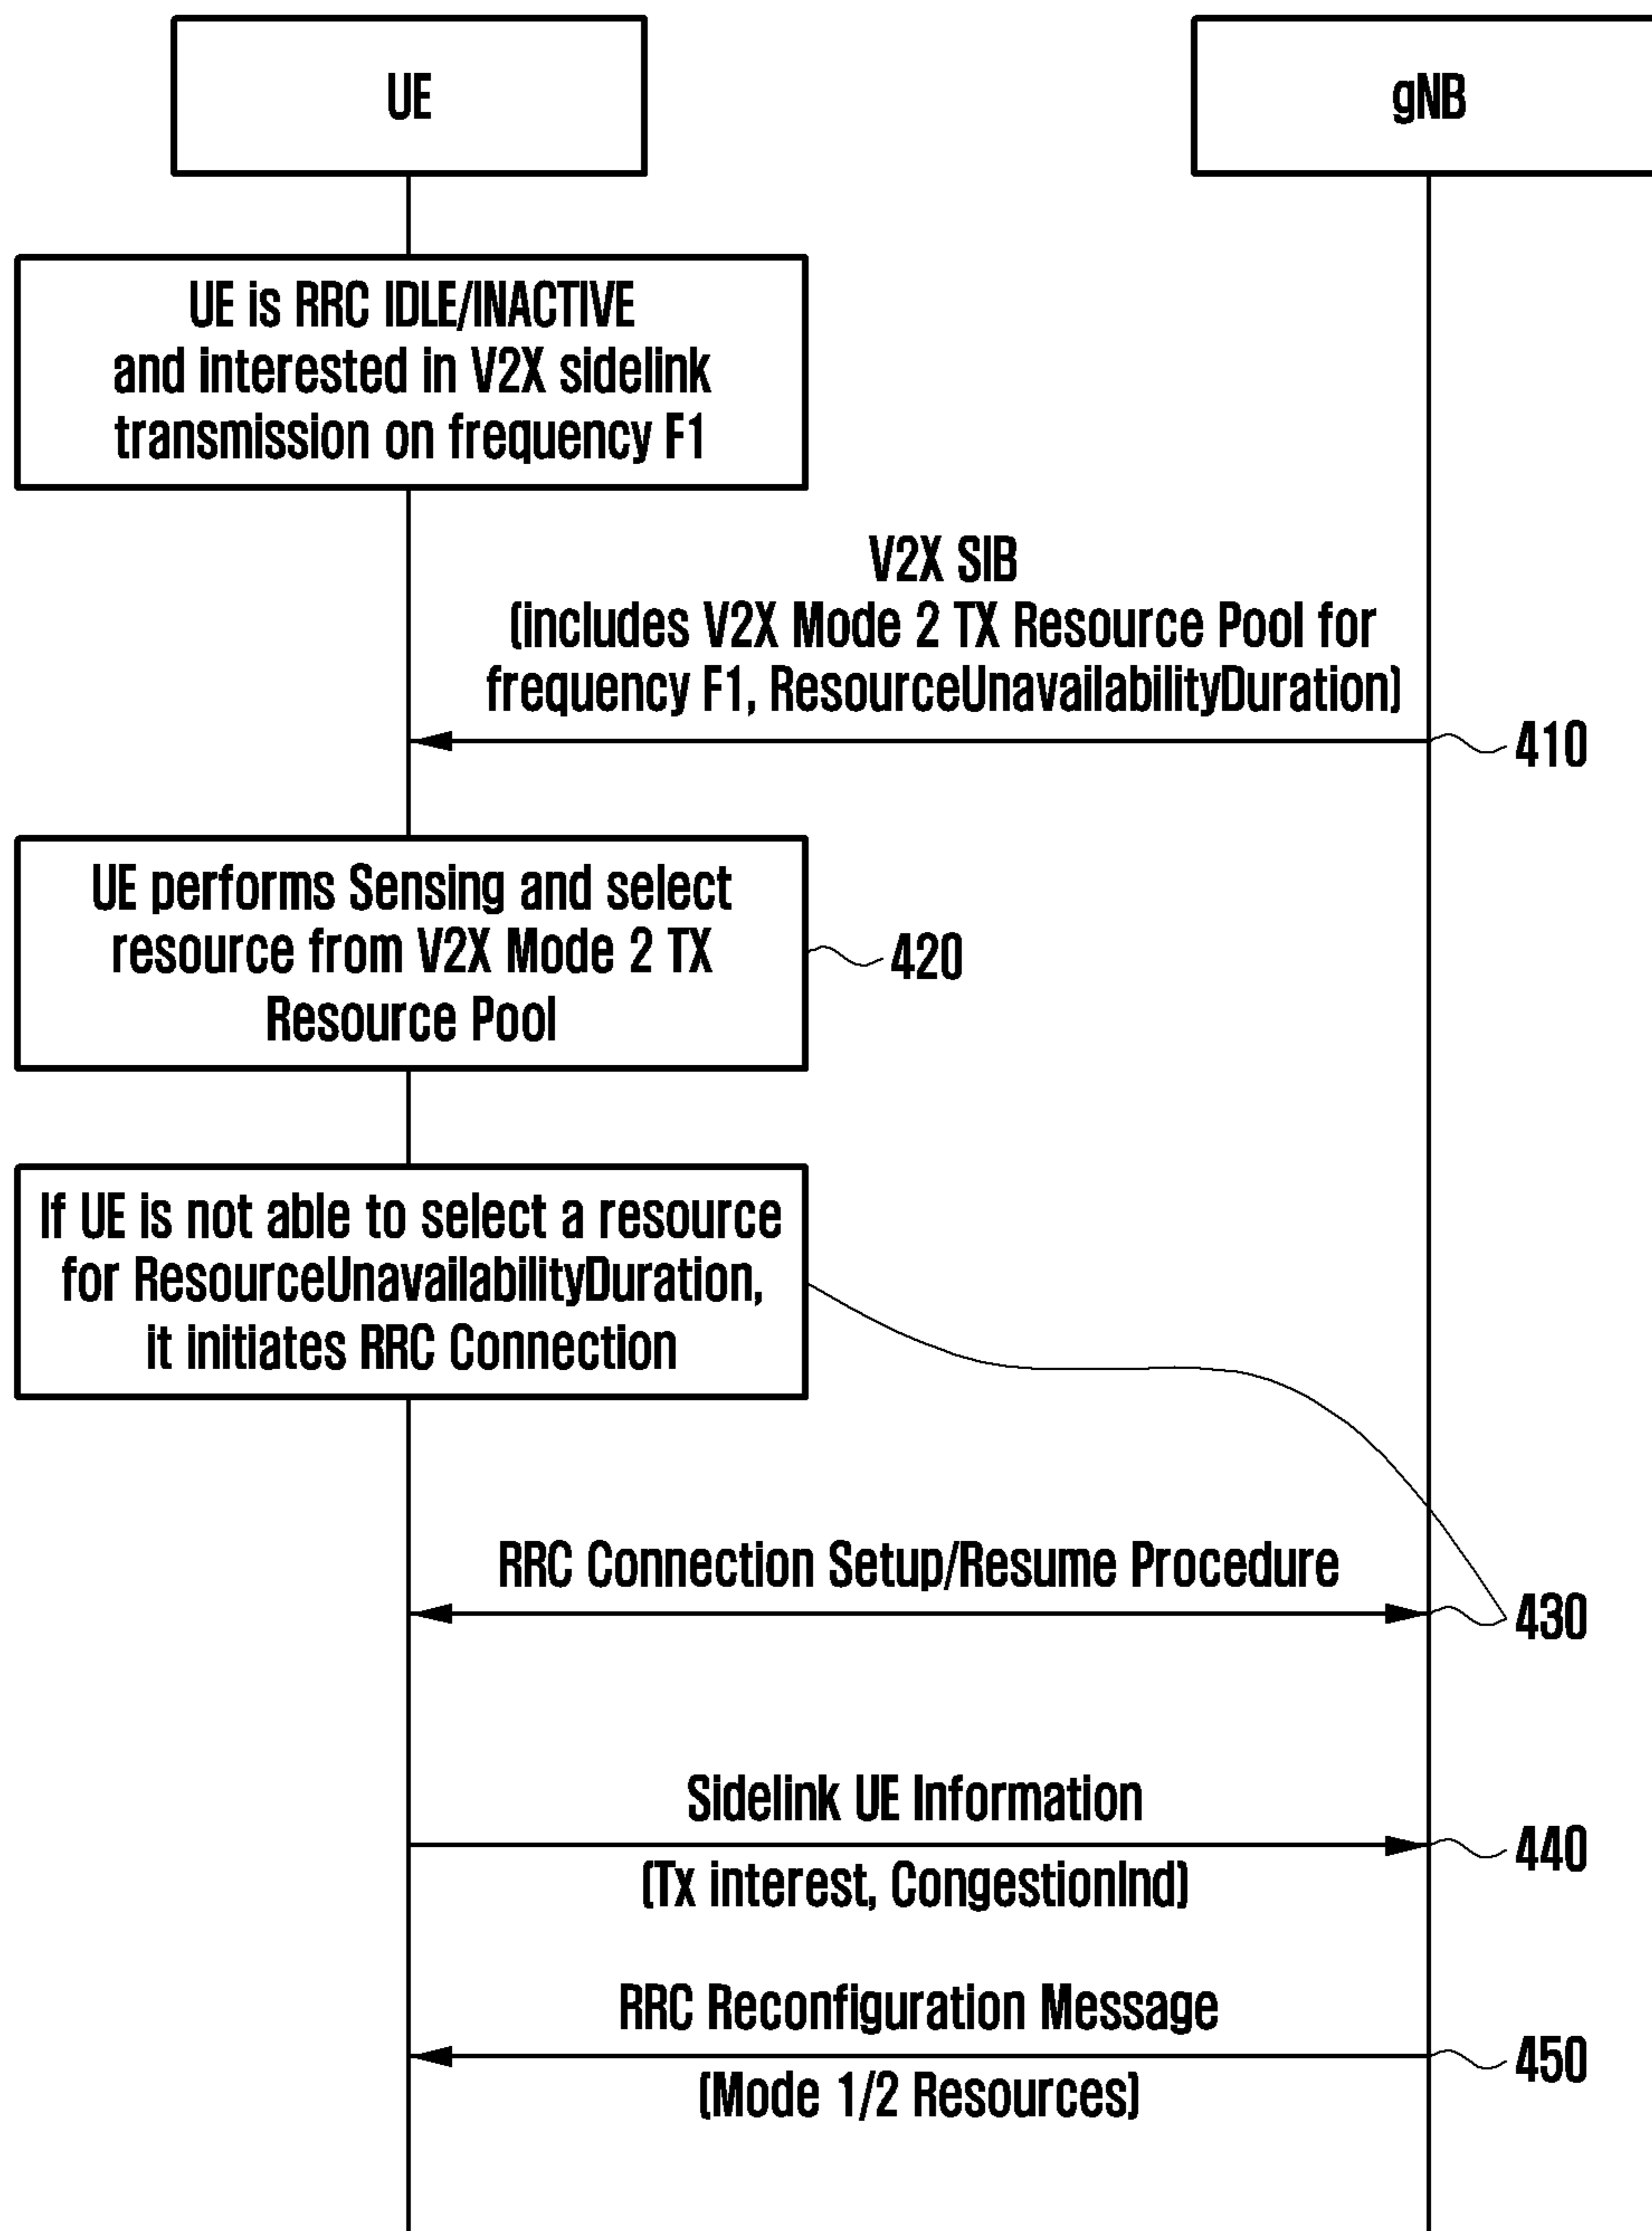 UE
gNB
UE is RRC IDLE/INACTIVE
and interested in V2X sidelink
transmission on frequency F1
V2X SIB
(includes V2X Mode 2 TX Resource Pool for
frequency F1, ResourceUnavailabilityDuration)
410
UE performs Sensing and select
resource from V2X Mode 2 TX
Resource Pool
420
If UE is not able to select a resource
for ResourceUnavailabilityDuration,
it initiates RRC Connection
RRC Connection Setup/Resume Procedure
430
Sidelink UE Information
440
(Tx interest, CongestionInd)
RRC Reconfiguration Message
450
(Mode 1/2 Resources)